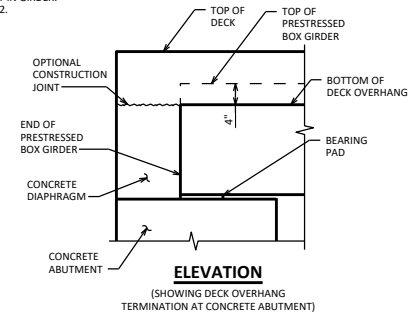 2.
TOP OF
DECK
TOP OF
PRESTRESSED
BOX GIRDER
OPTIONAL
CONSTRUCTION
JOINT
BOTTOM OF
DECK OVERHANG
4"
END OF
PRESTRESSED
BOX GIRDER
BEARING
PAD
CONCRETE
DIAPHRAGM
CONCRETE
ABUTMENT
ELEVATION
(SHOWING DECK OVERHANG
TERMINATION AT CONCRETE ABUTMENT)